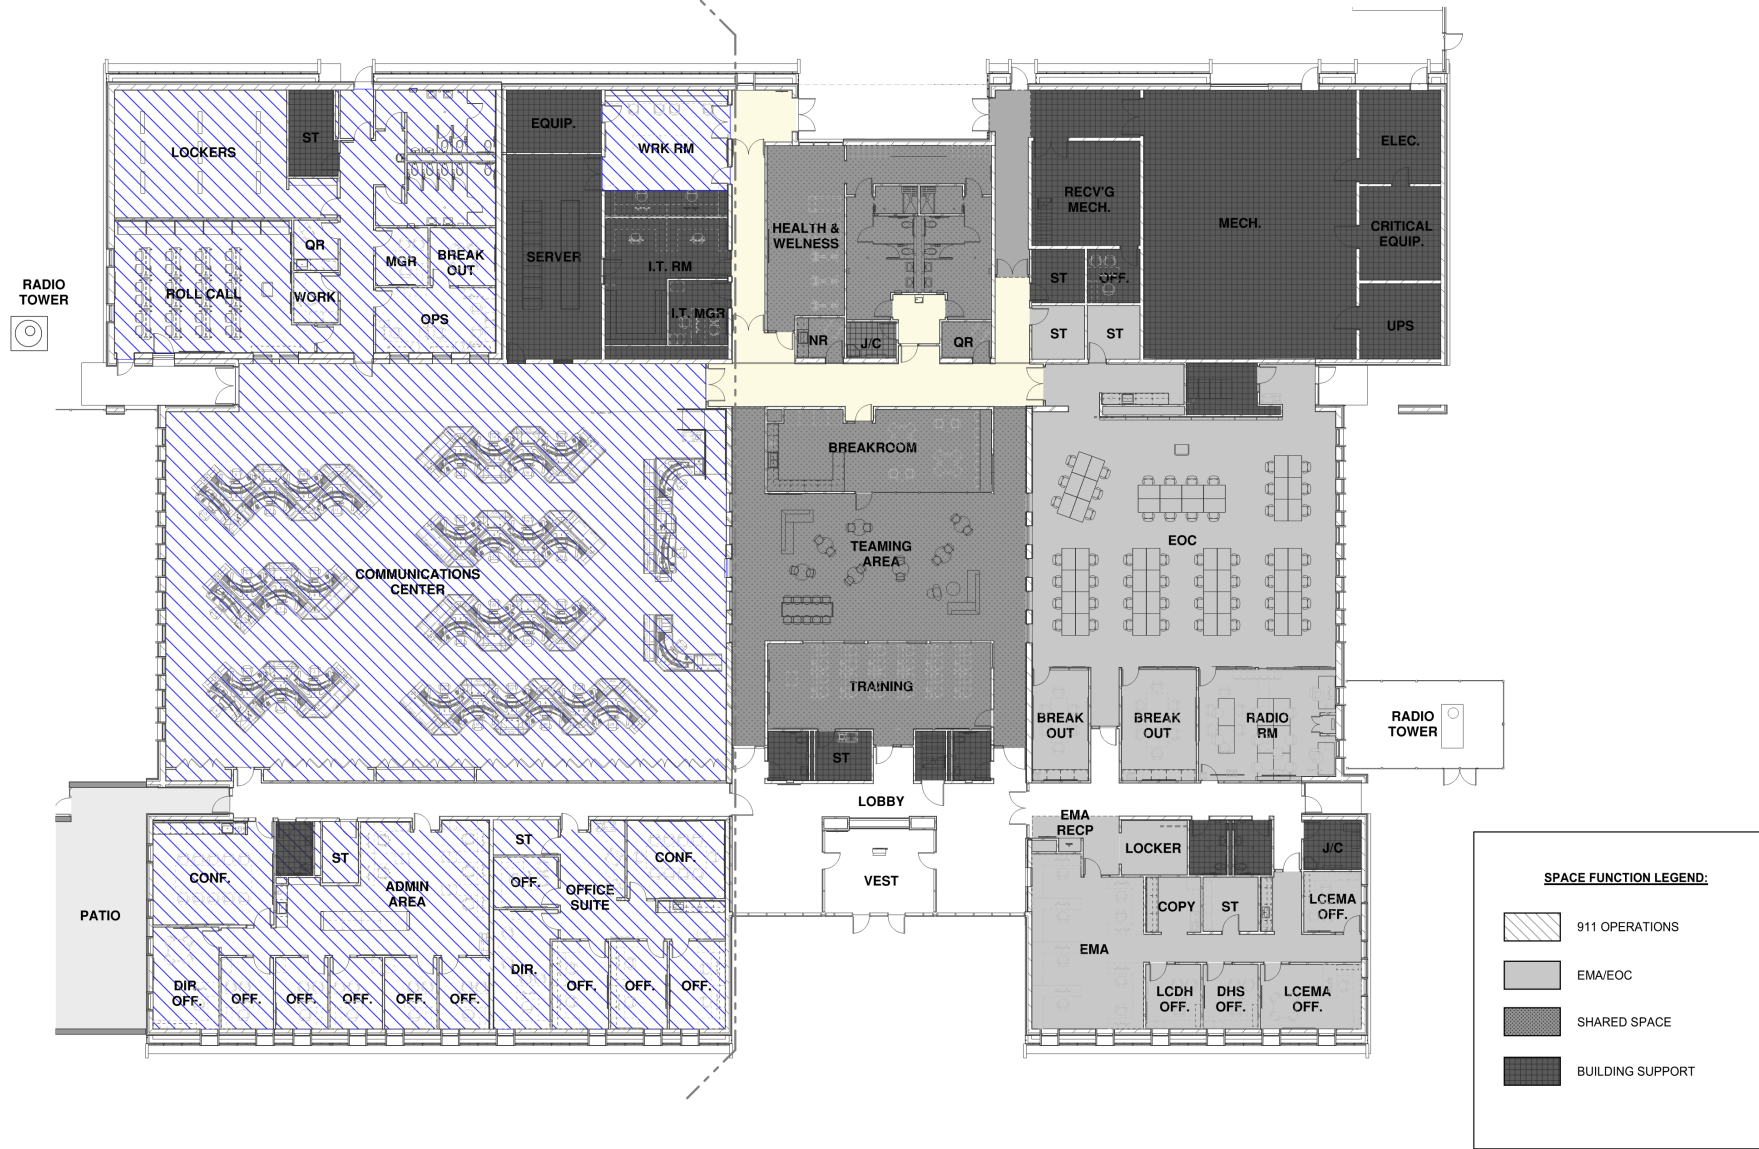 EQUIP.
ST
WRK RM
ELEC.
LOCKERS
RECV'G
MECH.
MECH.
CRITICAL
EQUIP.
HEALTH &
WELNESS
QR
MGR
BREAK
OUT
SERVER
I.T. RM
ST
OFF.
RADIO
TOWER
ROLL CALL
WORK
OPS
I.T. MGR
UPS
NR
J/C
QR
ST
ST
BREAKROOM
TEAMING
AREA
EOC
COMMUNICATIONS
CENTER
TRAINING
BREAK
OUT
BREAK
OUT
RADIO
RM
RADIO
TOWER
ST
LOBBY
EMA
RECP
LOCKER
J/C
ST
ST
CONF.
CONF.
OFF.
OFFICE
SUITE
ADMIN
AREA
VEST
PATIO
COPY
ST
LCEMA
OFF.
EMA
DIR.
OFF.
OFF.
OFF.
OFF.
OFF.
OFF.
DIR.
OFF.
OFF.
OFF.
LCDH
OFF.
DHS
OFF.
LCEMA
OFF.
SPACE FUNCTION LEGEND:
911 OPERATIONS
EMA/EOC
SHARED SPACE
BUILDING SUPPORT